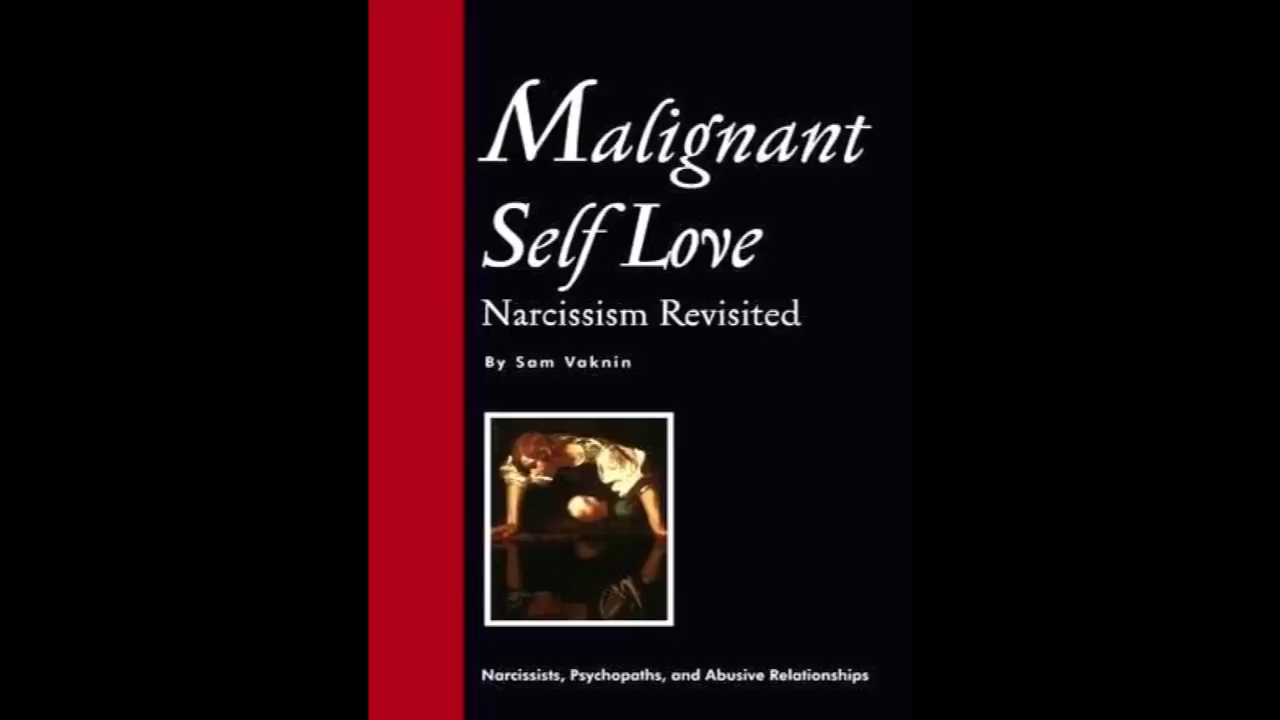 Malignant
Self Love
Narcissism Revisited
By Sam Vaknin
Narcissists, Psychopaths, and Abusive Relationships